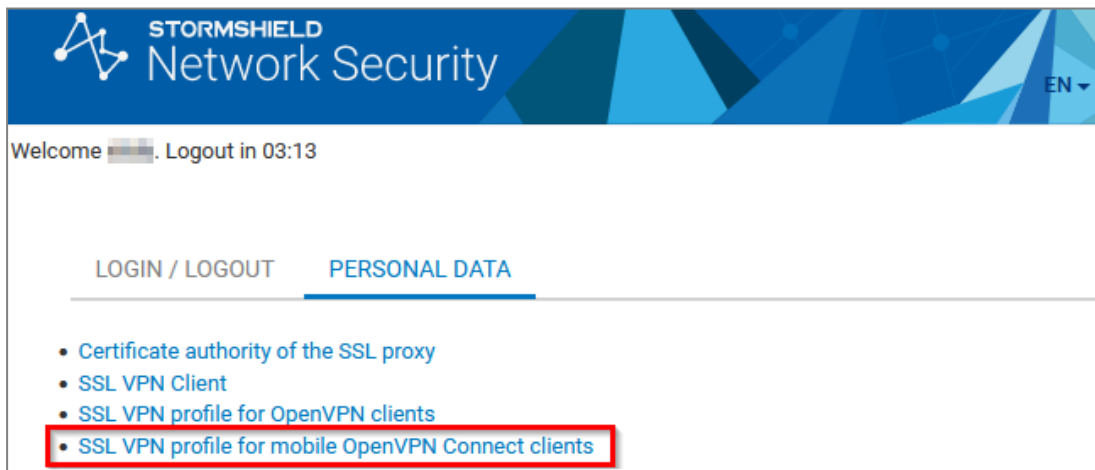 STORMSHIELD
Network Security
EN
Welcome . Logout in 03:13
LOGIN / LOGOUT PERSONAL DATA
• Certificate authority of the SSL proxy
• SSL VPN Client
• SSL VPN profile for OpenVPN clients
• SSL VPN profile for mobile OpenVPN Connect clients